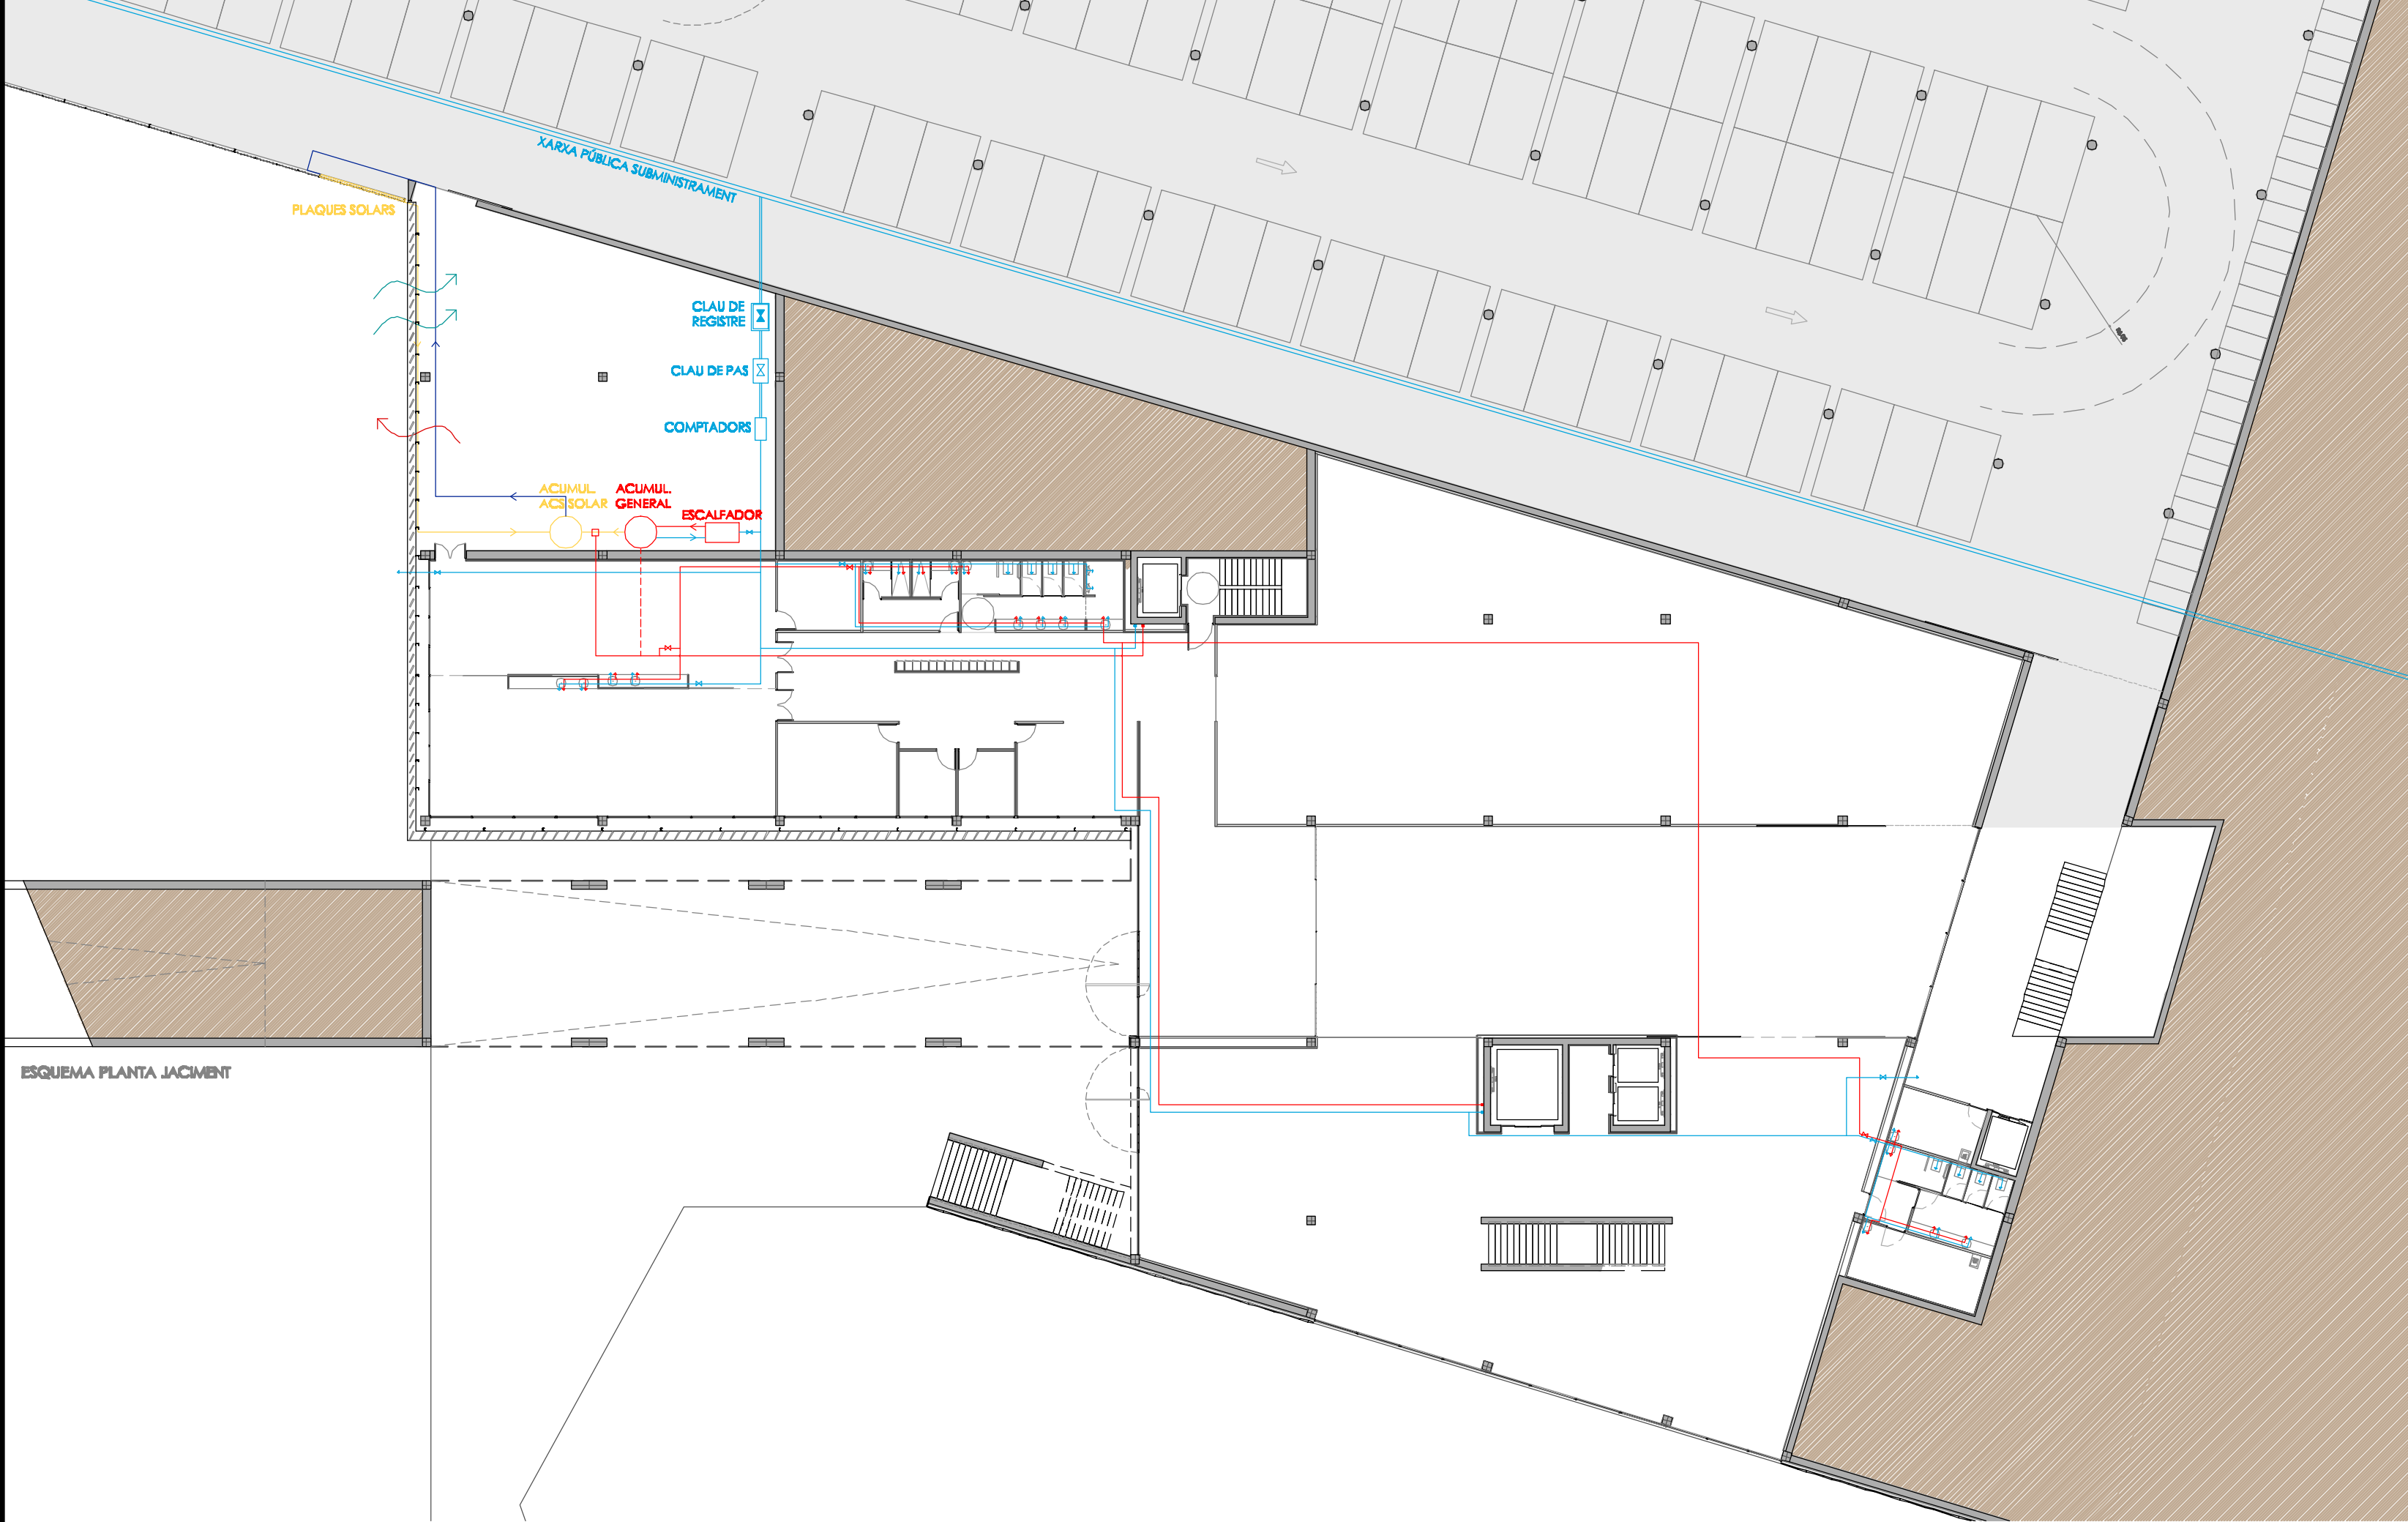 XARXA PÚBLICA SUBMINISTRAMENT
PLAQUES SOLARS
CLAU DE
REGISTRE
CLAU DE PAS
COMPTADORS
ACUMUL.
ACS SOLAR
ACUMUL.
GENERAL
ESCALFADOR
ESQUEMA PLANTA JACIMENT